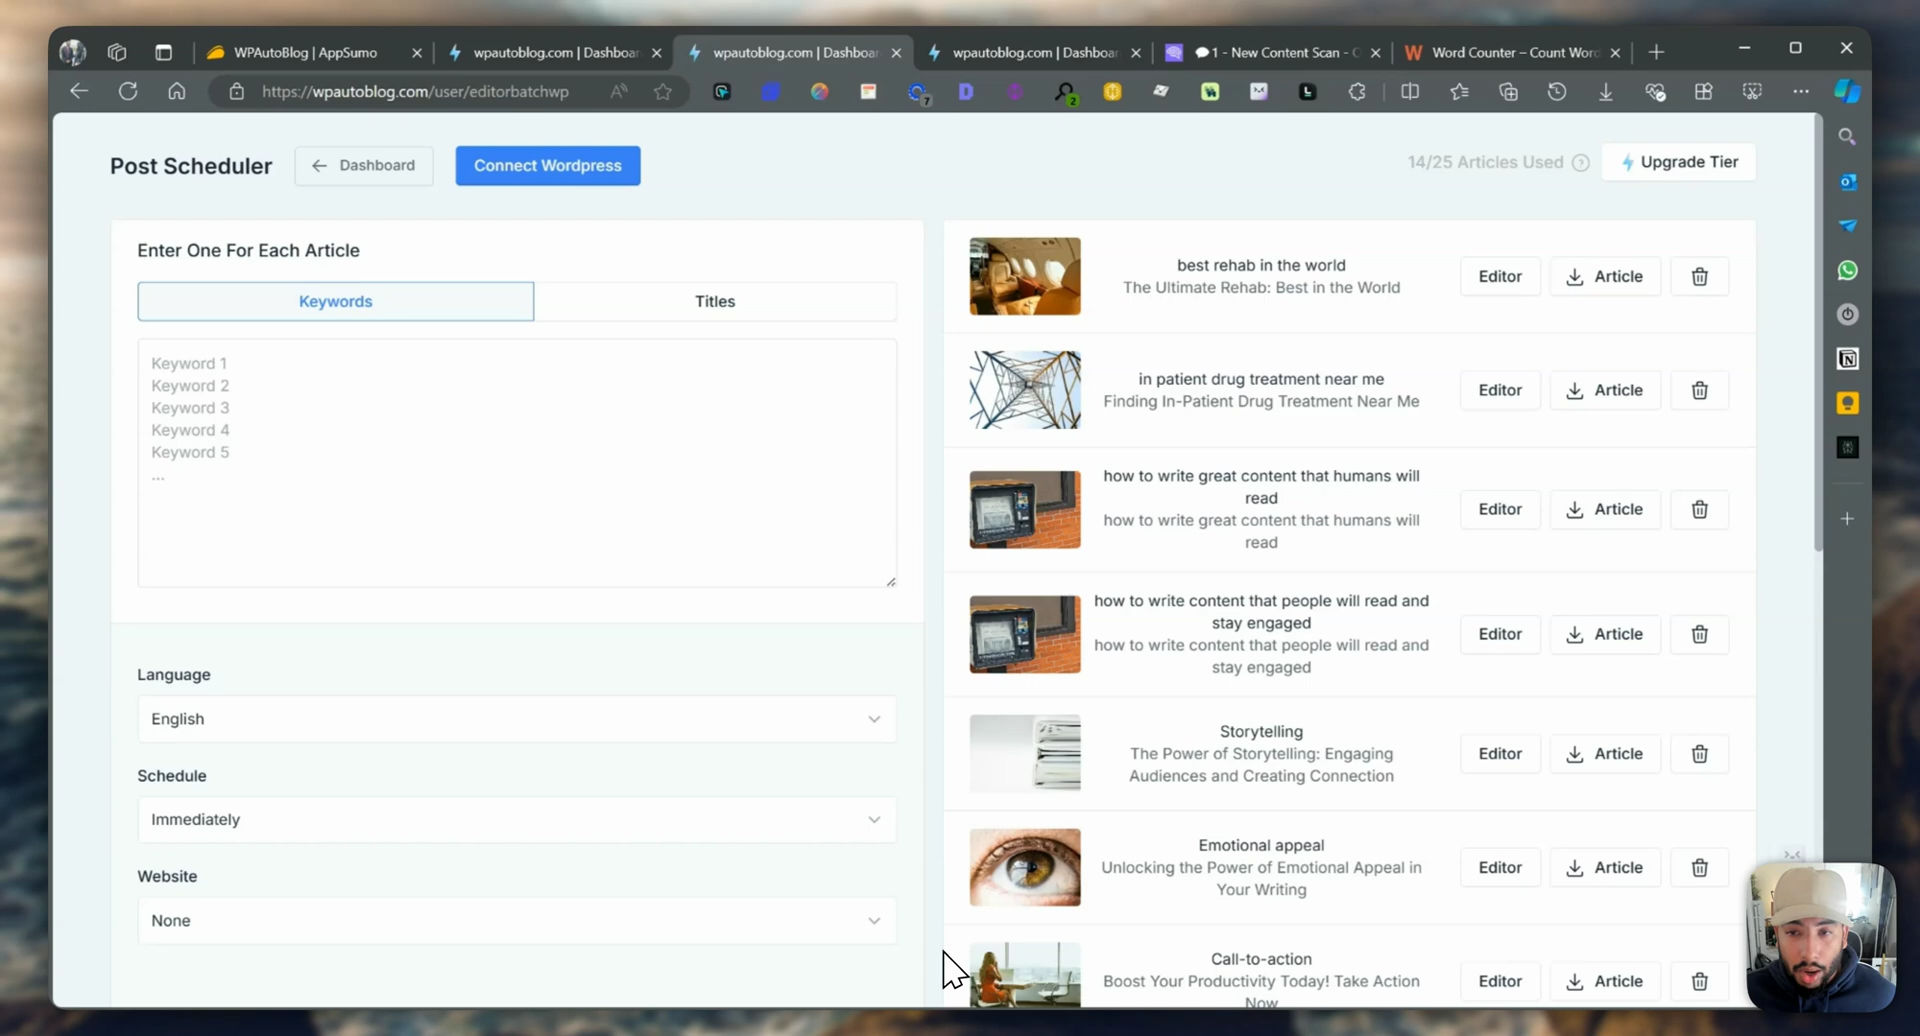 WPAutoBlog | AppSumo
wpautoblog.com | Dashboar
wpautoblog.com | Dashboar
wpautoblog.com | Dashboar
1 - New Content Scan - O
Word Counter – Count Word
https://wpautoblog.com/user/editorbatchwp
7
2
Post Scheduler
Dashboard
Connect Wordpress
14/25 Articles Used
Upgrade Tier
Enter One For Each Article
Keywords
Titles
Keyword 1
Keyword 2
Keyword 3
Keyword 4
Keyword 5
...
Language
English
Schedule
Immediately
Website
None
best rehab in the world
The Ultimate Rehab: Best in the World
Editor
Article
in patient drug treatment near me
Finding In-Patient Drug Treatment Near Me
Editor
Article
how to write great content that humans will
read
how to write great content that humans will
read
Editor
Article
how to write content that people will read and
stay engaged
how to write content that people will read and
stay engaged
Editor
Article
Storytelling
The Power of Storytelling: Engaging
Audiences and Creating Connection
Editor
Article
Emotional appeal
Unlocking the Power of Emotional Appeal in
Your Writing
Editor
Article
Call-to-action
Boost Your Productivity Today! Take Action
Now
Editor
Article